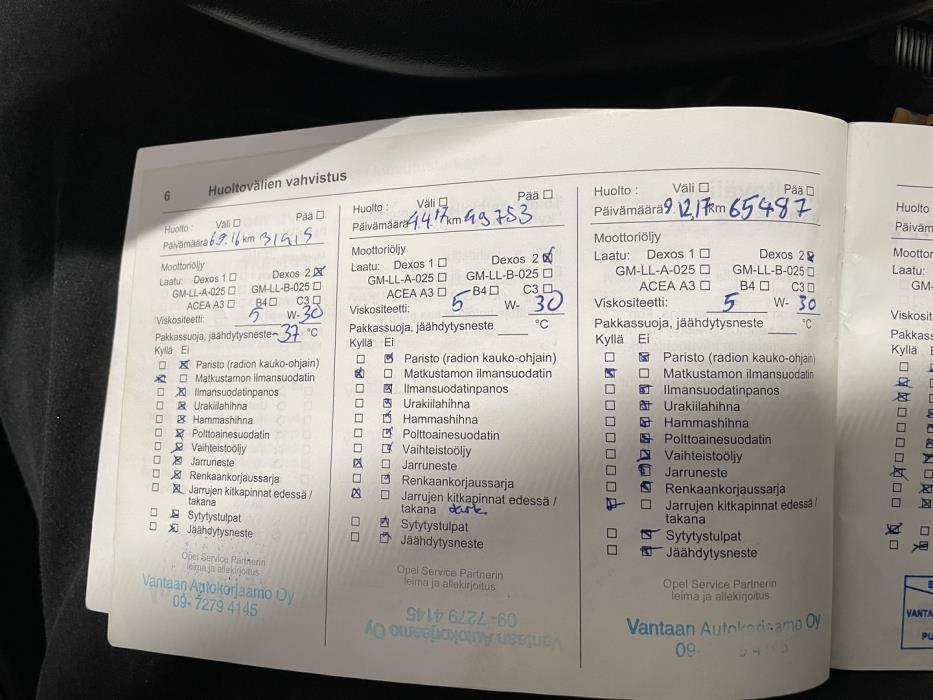 6 Huoltovälien vahvistus
Huolto : Väli ☐ Pää ☐
Päivämäärä 6.9.16 km
Moottoriöljy
Laatu: Dexos 1 ☐ Dexos 2 ☒
GM-LL-A-025 ☐ GM-LL-B-025 ☐
ACEA A3 ☐ B4 ☐ C3 ☐
Viskositeetti: 5 W- 30
Pakkassuoja, jäähdytysneste -37 °C
Kyllä Ei
☐ ☒ Paristo (radion kauko-ohjain)
☒ ☐ Matkustamon ilmansuodatin
☐ ☒ Ilmansuodatinpanos
☐ ☒ Urakiilahihna
☐ ☒ Hammashihna
☐ ☒ Polttoainesuodatin
☐ ☒ Vaihteistoöljy
☐ ☒ Jarruneste
☐ ☒ Renkaankorjaussarja
☐ ☒ Jarrujen kitkapinnat edessä /
takana
☐ ☒ Sytytystulpat
☐ ☒ Jäähdytysneste
Opel Service Partnerin
leima ja allekirjoitus
Vantaan Autokorjaamo Oy
09- 7279 4145
Huolto : Väli ☐ Pää ☐
Päivämäärä 4.4.17 km 49753
Moottoriöljy
Laatu: Dexos 1 ☐ Dexos 2 ☒
GM-LL-A-025 ☐ GM-LL-B-025 ☐
ACEA A3 ☐ B4 ☐ C3 ☐
Viskositeetti: 5 W- 30
Pakkassuoja, jäähdytysneste °C
Kyllä Ei
☐ ☒ Paristo (radion kauko-ohjain)
☒ ☐ Matkustamon ilmansuodatin
☐ ☒ Ilmansuodatinpanos
☐ ☒ Urakiilahihna
☐ ☒ Hammashihna
☐ ☒ Polttoainesuodatin
☐ ☒ Vaihteistoöljy
☒ ☐ Jarruneste
☐ ☒ Renkaankorjaussarja
☒ ☐ Jarrujen kitkapinnat edessä /
takana
☐ ☒ Sytytystulpat
☐ ☒ Jäähdytysneste
Opel Service Partnerin
leima ja allekirjoitus
Vantaan Autokorjaamo Oy
09- 7279 4145
Huolto : Väli ☐ Pää ☐
Päivämäärä 9.12.17 km 65487
Moottoriöljy
Laatu: Dexos 1 ☐ Dexos 2 ☒
GM-LL-A-025 ☐ GM-LL-B-025 ☐
ACEA A3 ☐ B4 ☐ C3 ☐
Viskositeetti: 5 W- 30
Pakkassuoja, jäähdytysneste °C
Kyllä Ei
☐ ☒ Paristo (radion kauko-ohjain)
☒ ☐ Matkustamon ilmansuodatin
☐ ☒ Ilmansuodatinpanos
☐ ☒ Urakiilahihna
☐ ☒ Hammashihna
☐ ☒ Polttoainesuodatin
☐ ☒ Vaihteistoöljy
☐ ☒ Jarruneste
☐ ☒ Renkaankorjaussarja
☒ ☐ Jarrujen kitkapinnat edessä /
takana
☐ ☒ Sytytystulpat
☐ ☒ Jäähdytysneste
Opel Service Partnerin
leima ja allekirjoitus
Vantaan Autokorjaamo Oy
09
Huolto
Päiväm
Moottor
Laatu:
GM-
Viskosit
Pakkass
Kyllä E
VANTA
PU